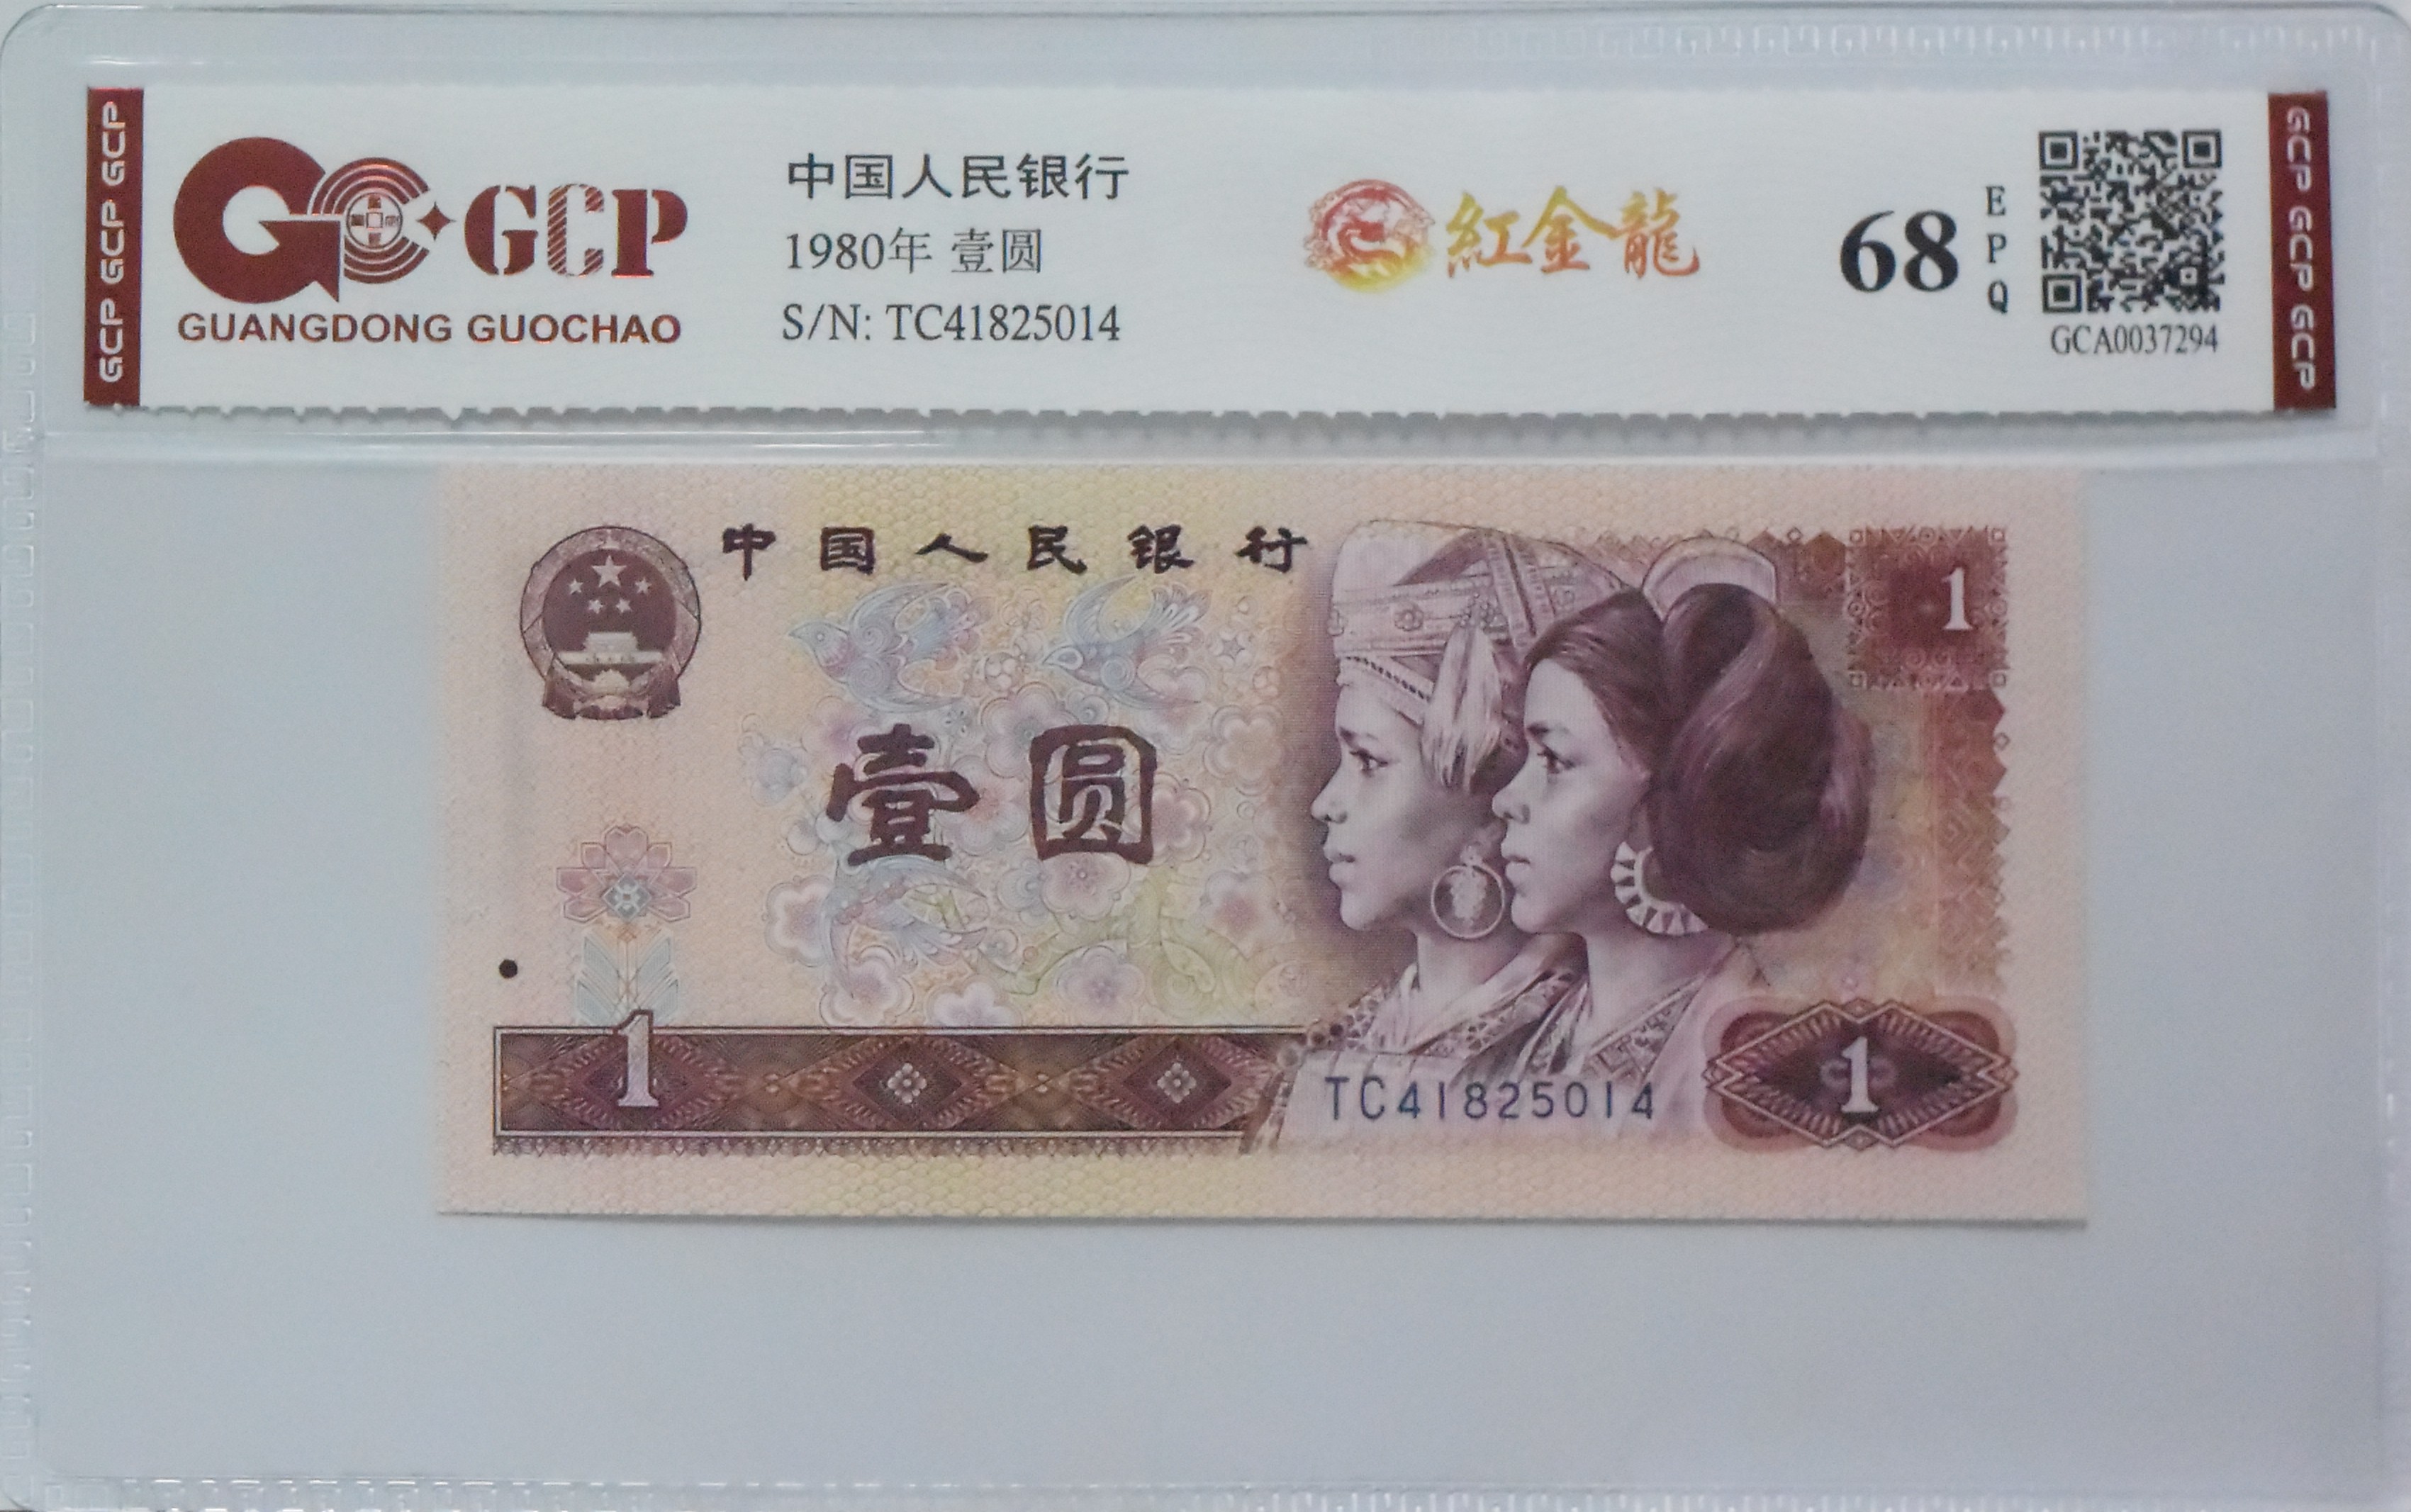 GCP GCP GCP
GCP
GUANGDONG GUOCHAO
中国人民银行
1980年 壹圆
S/N: TC41825014
紅金龍
68
E
P
Q
GCA0037294
GCP GCP GCP
中国人民银行
1
壹圆
1
TC41825014
1